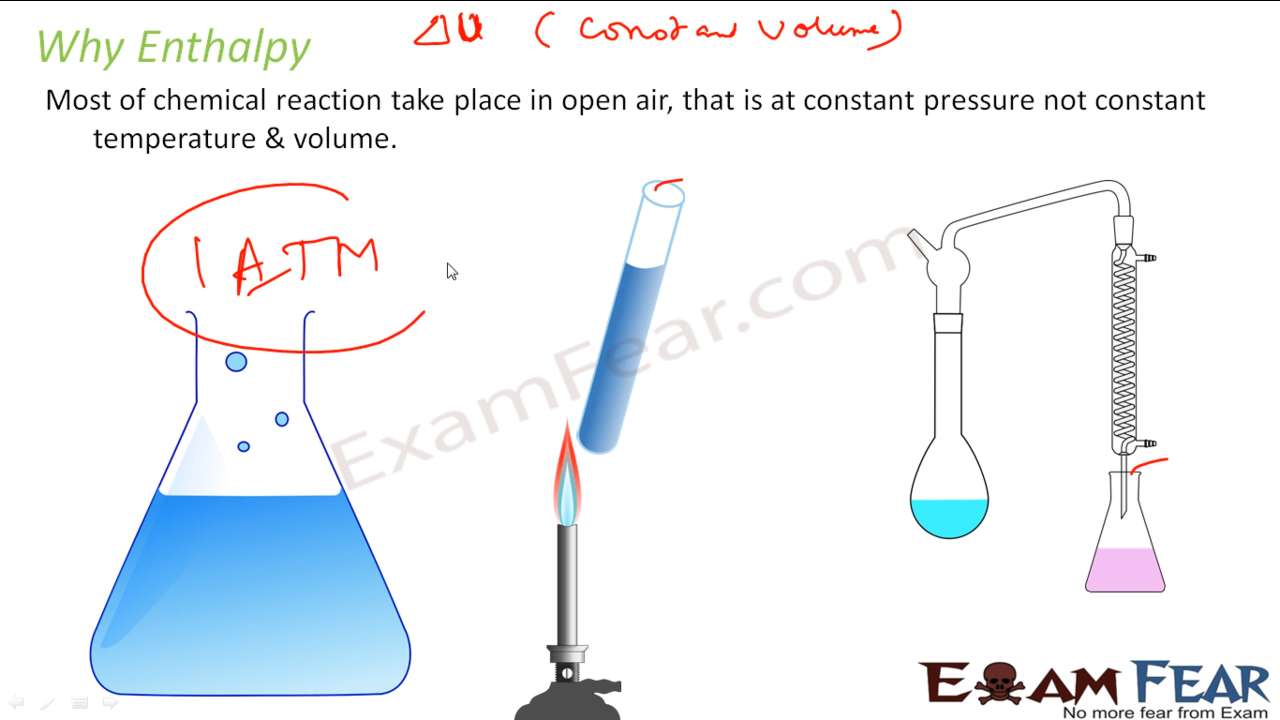 Why Enthalpy
ΔU (Constant Volume)
Most of chemical reaction take place in open air, that is at constant pressure not constant
temperature & volume.
1 ATM
ExamFear.com
EXAM FEAR
No more fear from Exam